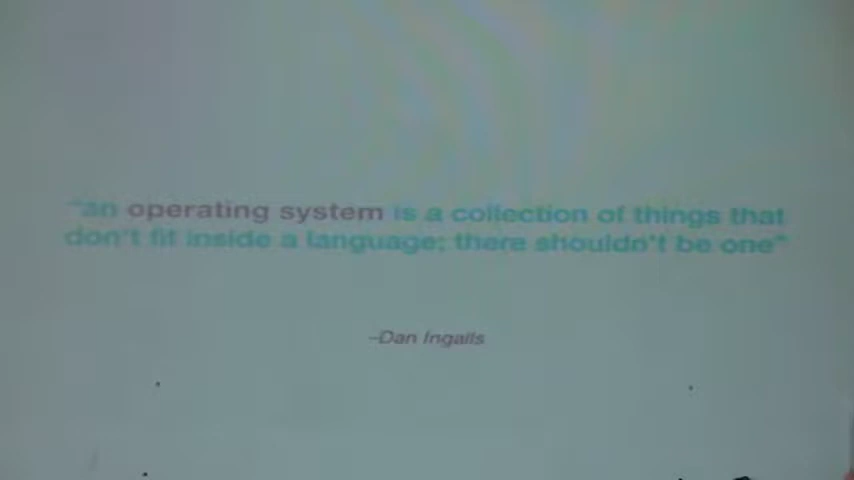 "an operating system is a collection of things that
don't fit inside a language; there shouldn't be one"
–Dan Ingalls